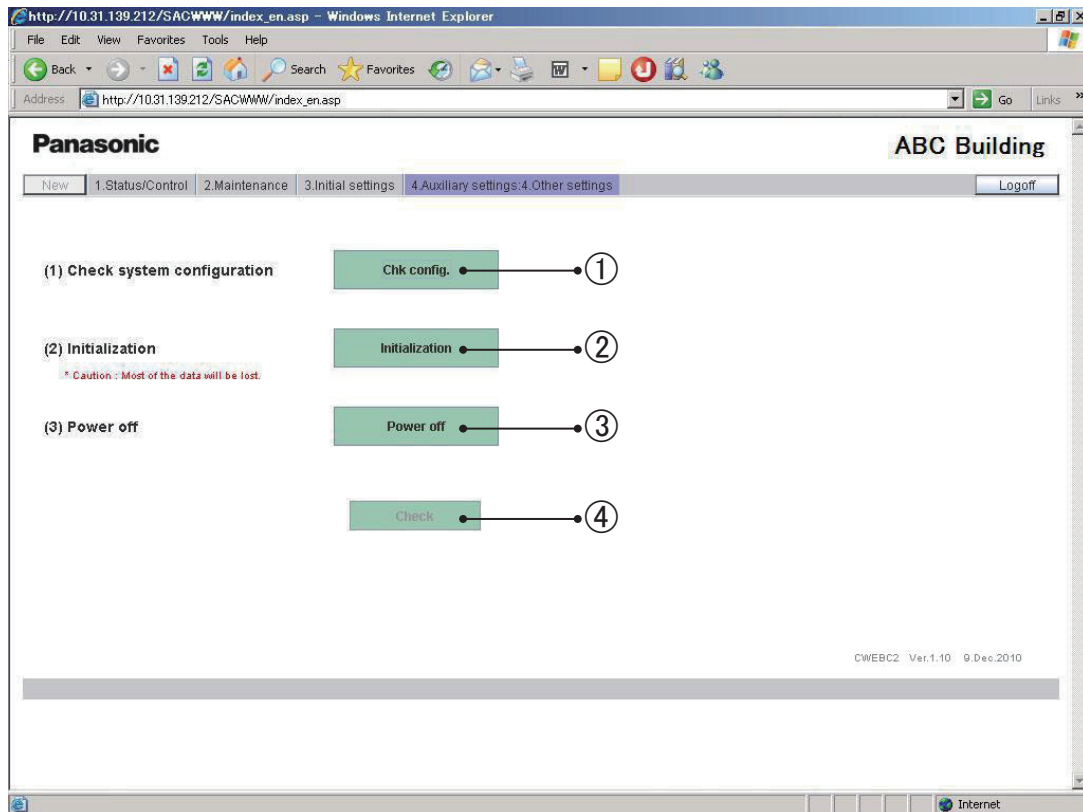 http://10.31.139.212/SACWWW/index_en.asp - Windows Internet Explorer
File Edit View Favorites Tools Help
Back Search Favorites
Address http://10.31.139.212/SACWWW/index_en.asp Go Links »
Panasonic ABC Building
New 1.Status/Control 2.Maintenance 3.Initial settings 4.Auxiliary settings:4.Other settings Logoff
(1) Check system configuration Chk config. ①
(2) Initialization Initialization ②
* Caution : Most of the data will be lost.
(3) Power off Power off ③
Check ④
CWEBC2 Ver.1.10 9.Dec.2010
Internet